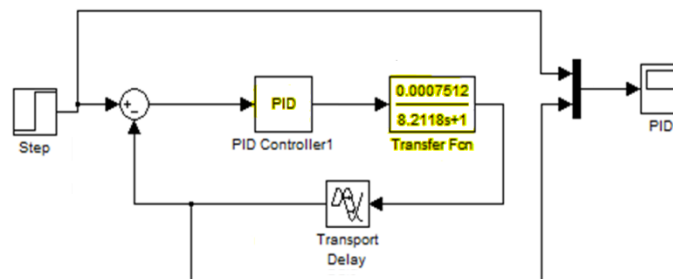 +
-
PID
0.0007512
8.2118s+1
Step
PID Controller1
Transfer Fcn
PID
Transport
Delay